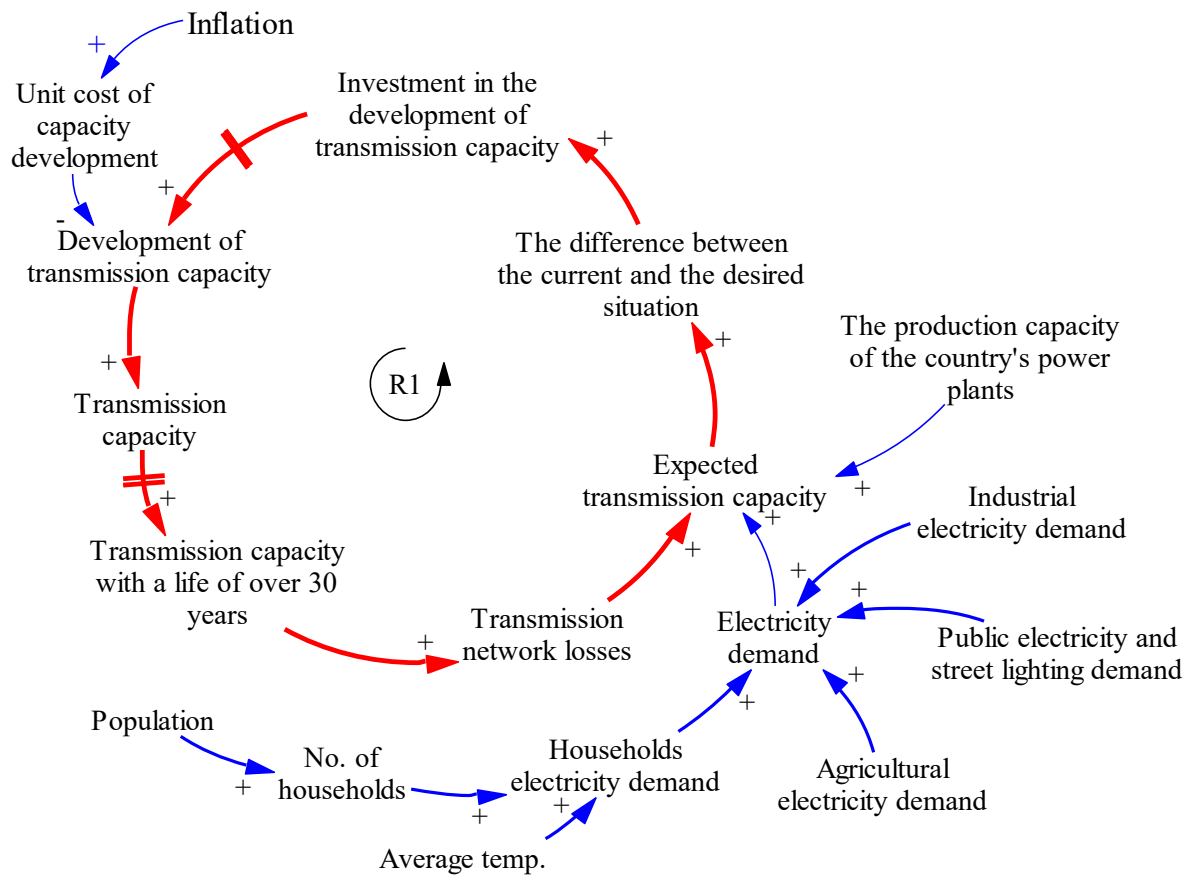 Inflation
+
Unit cost of
capacity
development
Investment in the
development of
transmission capacity
+
+
-
Development of
transmission capacity
The difference between
the current and the desired
situation
+
The production capacity
of the country's power
plants
+
R1
Transmission
capacity
+
Expected
transmission capacity
+
+
Industrial
electricity demand
+
Transmission capacity
with a life of over 30
years
+
+
+
Transmission
network losses
+
Electricity
demand
Public electricity and
street lighting demand
+
+
Population
No. of
households
+
Households
electricity demand
+
+
Agricultural
electricity demand
Average temp.